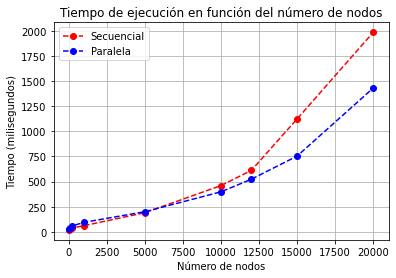 Tiempo de ejecución en función del número de nodos
Secuencial
Paralela
Tiempo (milisegundos)
2000
1750
1500
1250
1000
750
500
250
0
0 2500 5000 7500 10000 12500 15000 17500 20000
Número de nodos